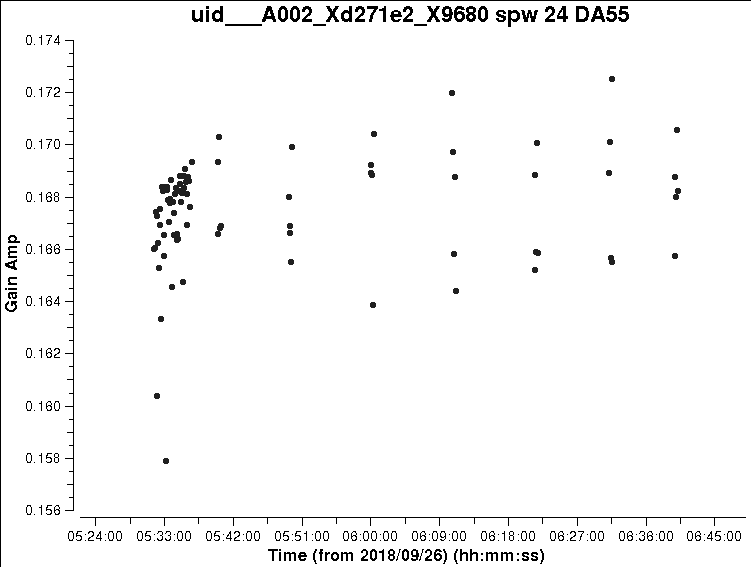 uid___A002_Xd271e2_X9680 spw 24 DA55
0.174
0.172
0.170
0.168
0.166
0.164
0.162
0.160
0.158
0.156
Gain Amp
05:24:00 05:33:00 05:42:00 05:51:00 06:00:00 06:09:00 06:18:00 06:27:00 06:36:00 06:45:00
Time (from 2018/09/26) (hh:mm:ss)